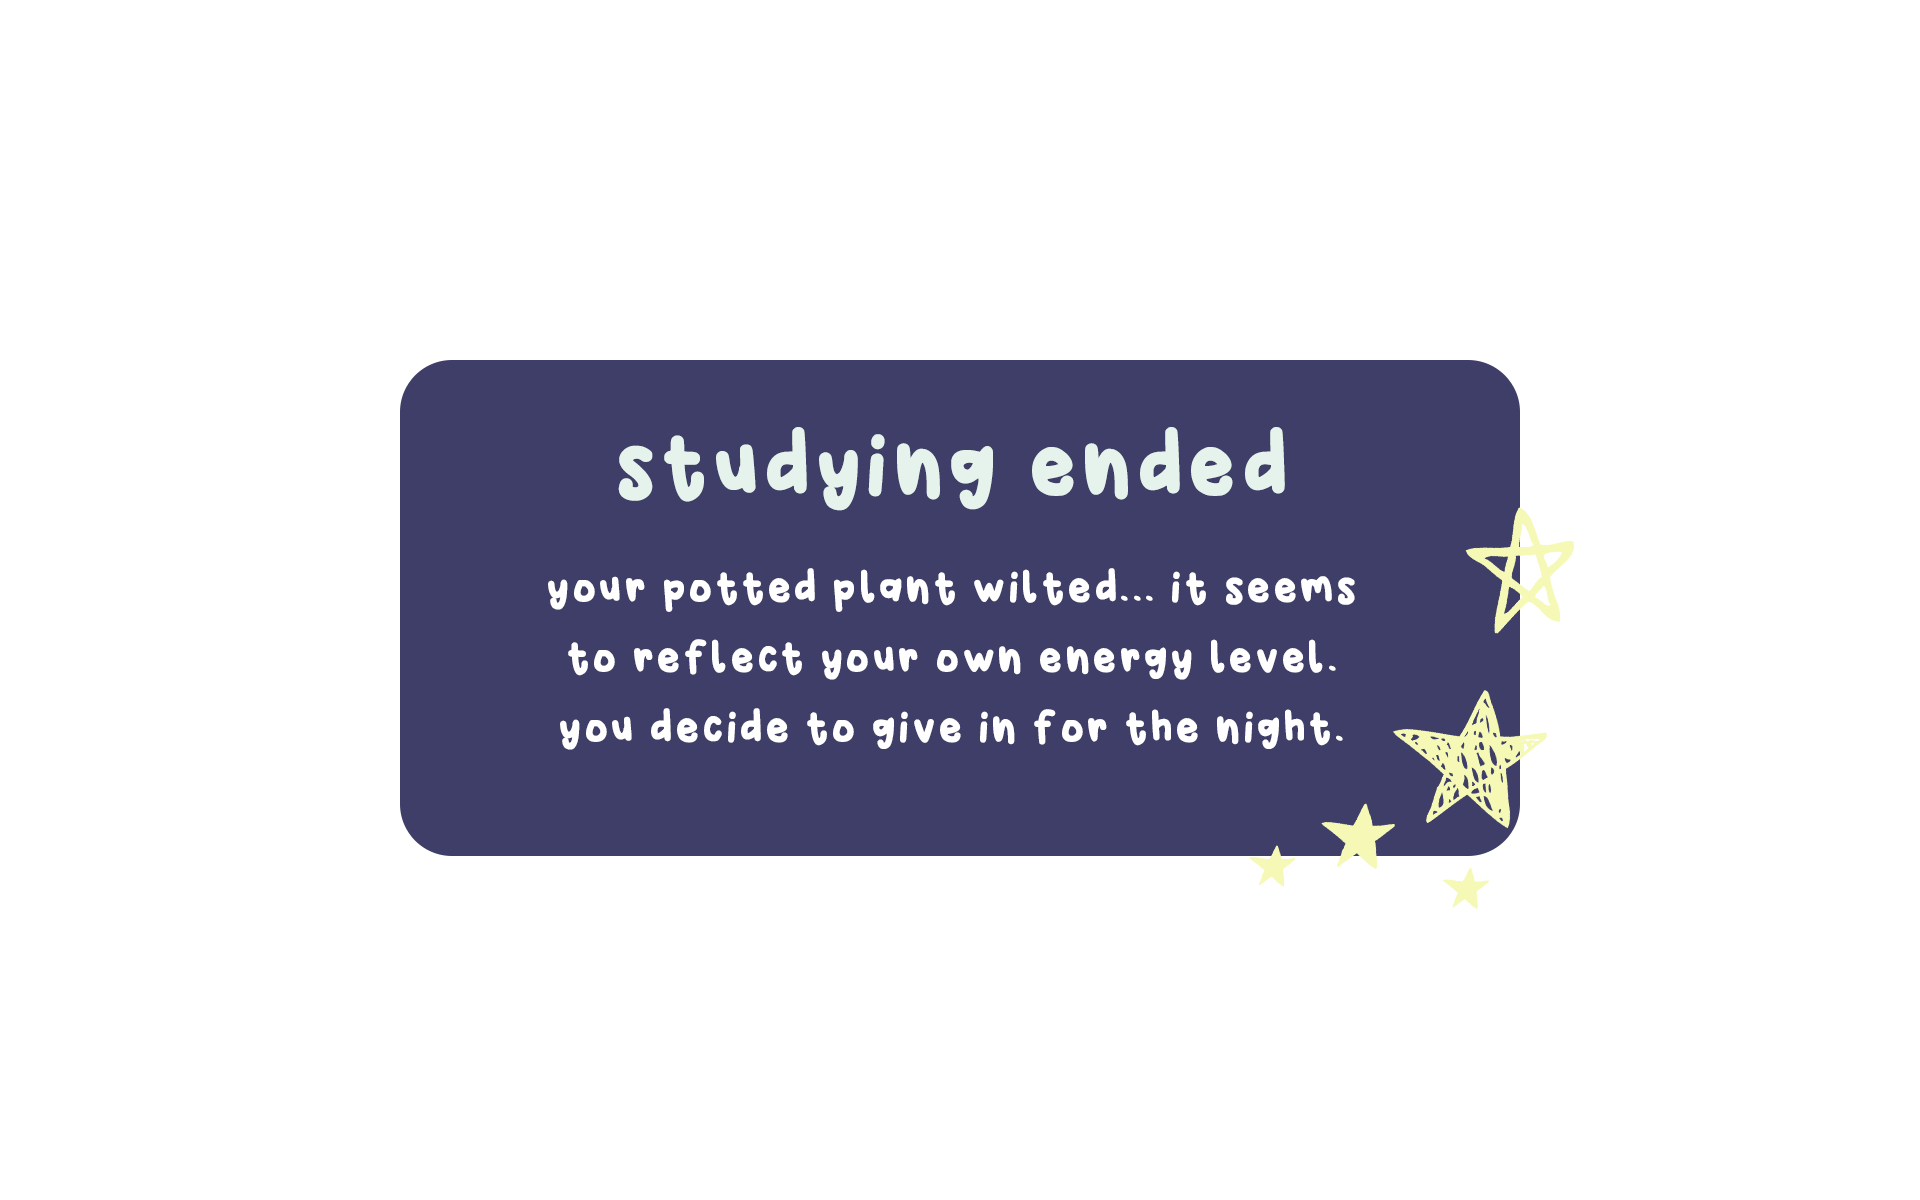 studying ended
your potted plant wilted... it seems
to reflect your own energy level.
you decide to give in for the night.